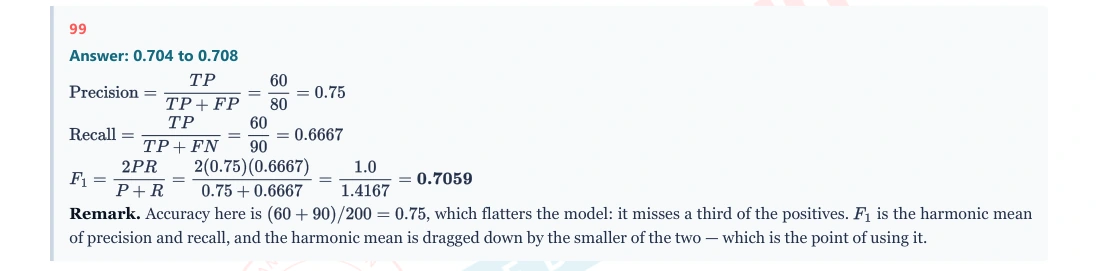 99
Answer: 0.704 to 0.708
Precision = TP / (TP + FP) = 60/80 = 0.75
Recall = TP / (TP + FN) = 60/90 = 0.6667
F₁ = 2PR / (P + R) = 2(0.75)(0.6667) / (0.75 + 0.6667) = 1.0/1.4167 = 0.7059
Remark. Accuracy here is (60 + 90)/200 = 0.75, which flatters the model: it misses a third of the positives. F₁ is the harmonic mean
of precision and recall, and the harmonic mean is dragged down by the smaller of the two — which is the point of using it.